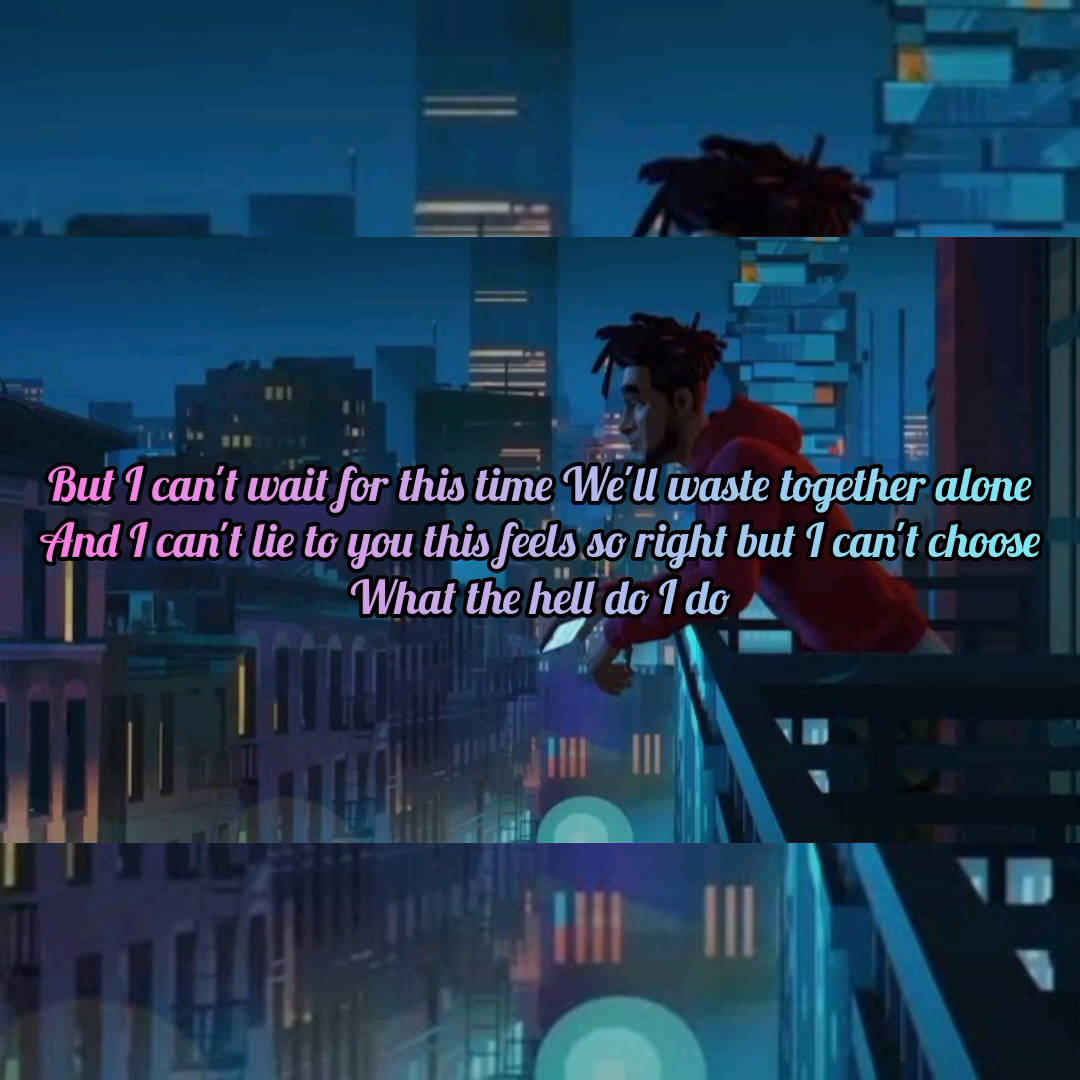 But I can't wait for this time We'll waste together alone
And I can't lie to you this feels so right but I can't choose
What the hell do I do